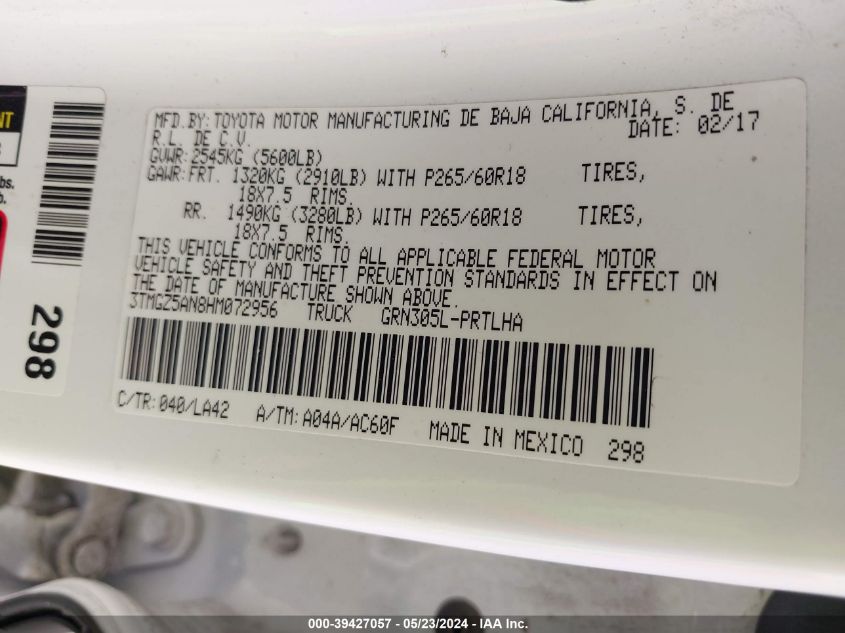 MFD.BY:TOYOTA MOTOR MANUFACTURING DE BAJA CALIFORNIA, S. DE
R.L. DE C.V. DATE: 02/17
GVWR:2545KG (5600LB)
GAWR:FRT. 1320KG (2910LB) WITH P265/60R18 TIRES,
18X7.5 RIMS.
RR. 1490KG (3280LB) WITH P265/60R18 TIRES,
18X7.5 RIMS.
THIS VEHICLE CONFORMS TO ALL APPLICABLE FEDERAL MOTOR
VEHICLE SAFETY AND THEFT PREVENTION STANDARDS IN EFFECT ON
THE DATE OF MANUFACTURE SHOWN ABOVE.
3TMGZ5AN8HM072956 TRUCK GRN305L-PRTLHA
C/TR:040/LA42 A/TM:A04A/AC60F MADE IN MEXICO 298
NT
bs.
b.
298
000-39427057 - 05/23/2024 - IAAI.COM